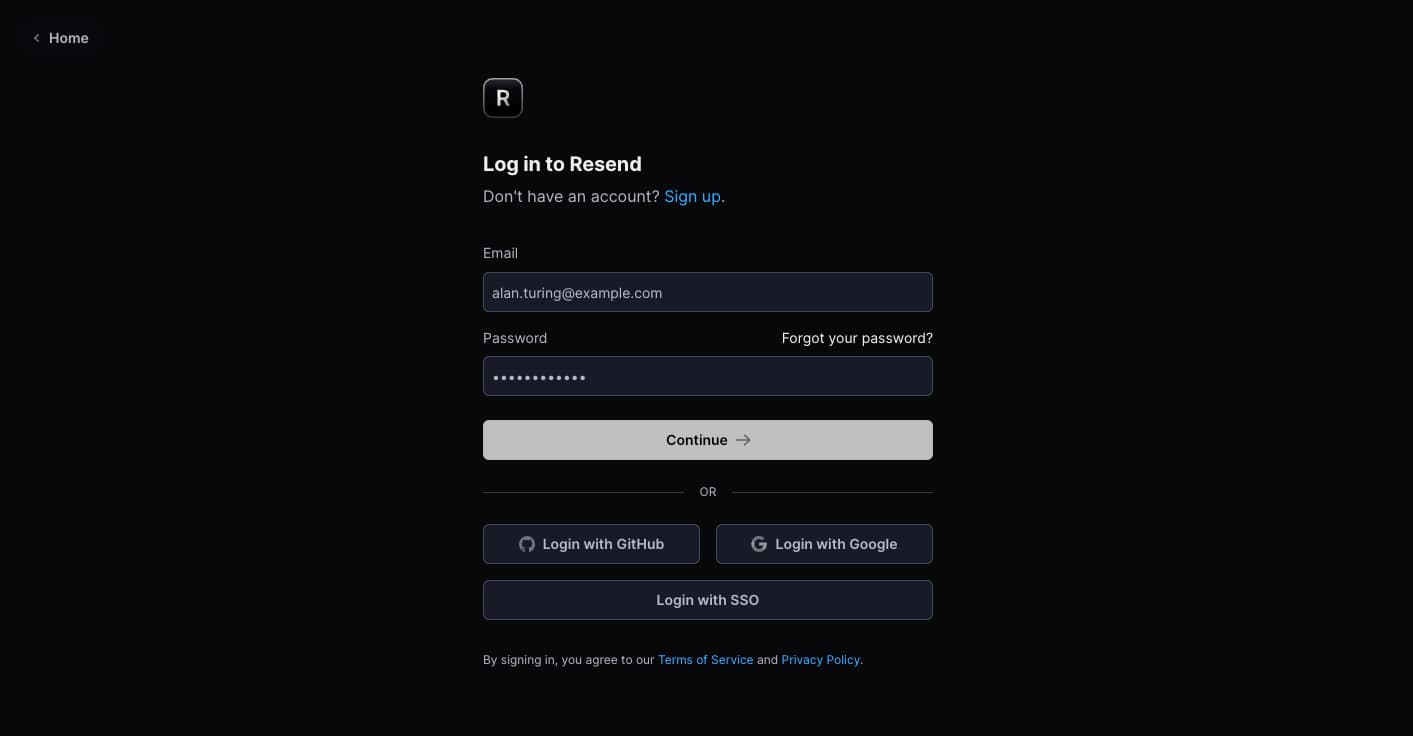 Home
R
Log in to Resend
Don't have an account? Sign up.
Email
alan.turing@example.com
Password Forgot your password?
••••••••••••
Continue →
OR
Login with GitHub
Login with Google
Login with SSO
By signing in, you agree to our Terms of Service and Privacy Policy.